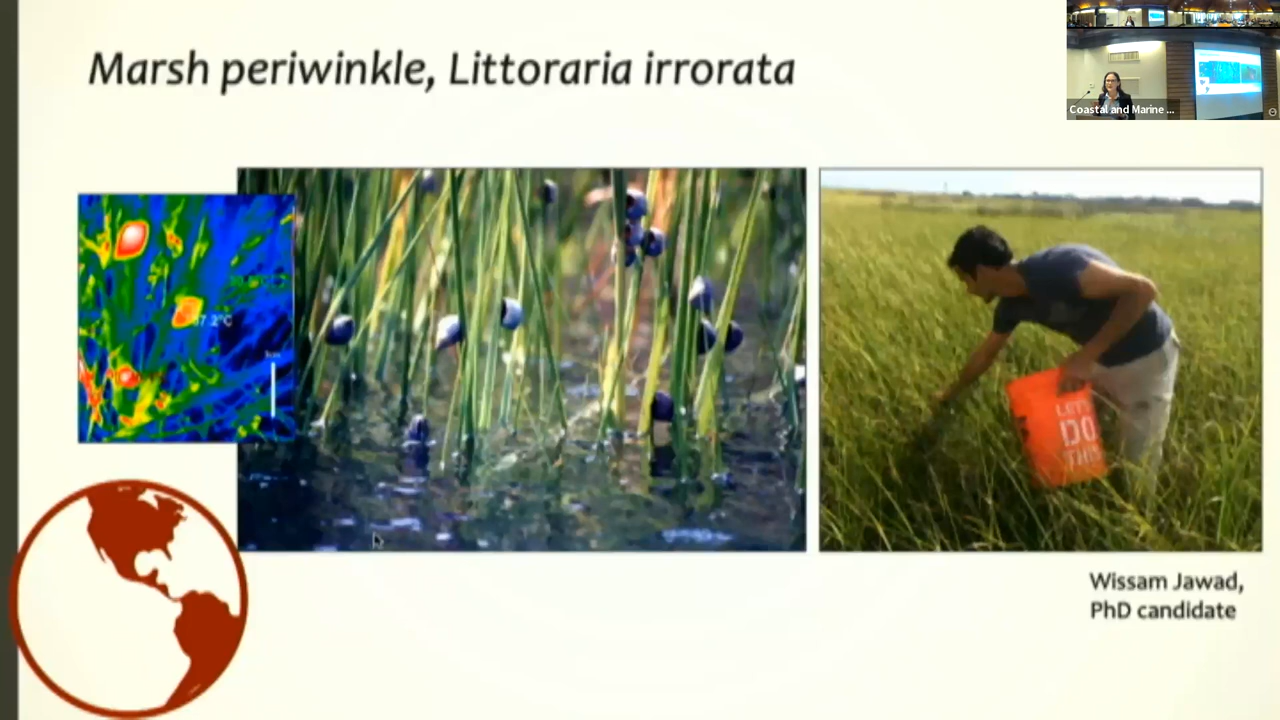 Marsh periwinkle, Littoraria irrorata
Coastal and Marine ...
LET'S
DO
THIS
Wissam Jawad,
PhD candidate